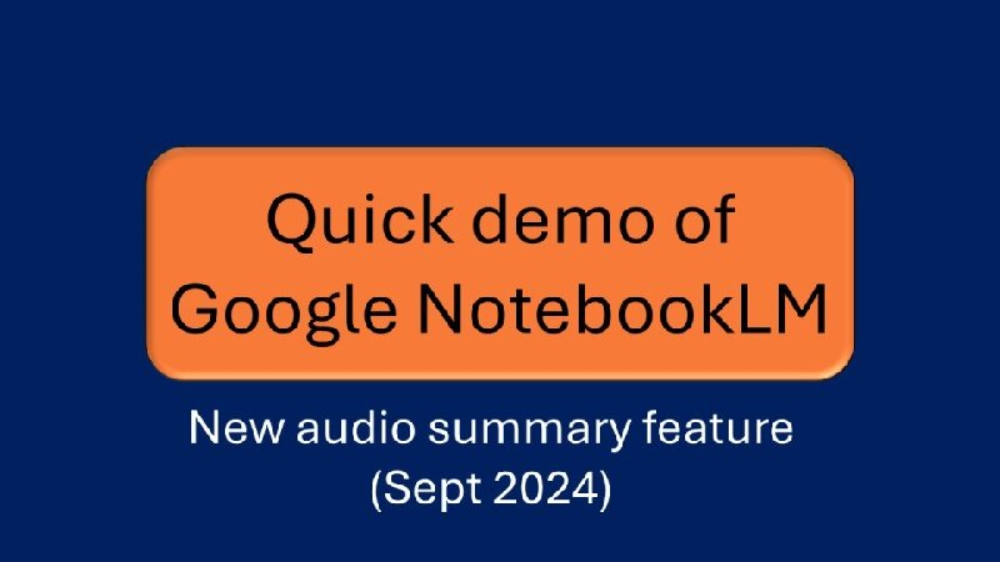 Quick demo of
Google NotebookLM
New audio summary feature
(Sept 2024)